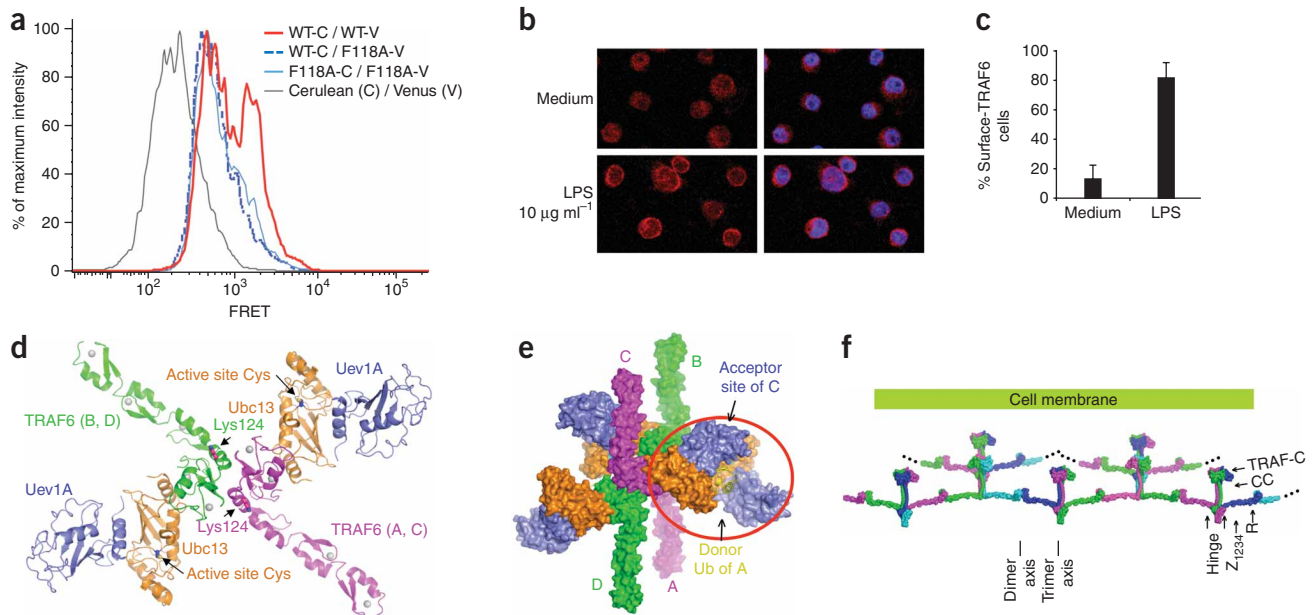 a
100
80
60
40
20
0
% of maximum intensity
10² 10³ 10⁴ 10⁵
FRET
WT-C / WT-V
WT-C / F118A-V
F118A-C / F118A-V
Cerulean (C) / Venus (V)
b
Medium
LPS
10 µg ml⁻¹
c
% Surface-TRAF6
cells
100
80
60
40
20
0
Medium LPS
d
Active site Cys
Uev1A
Ubc13
Lys124
TRAF6 (B, D)
Uev1A
Lys124
TRAF6 (A, C)
Ubc13
Active site Cys
e
C
B
Acceptor
site of C
Donor
Ub of A
D
A
f
Cell membrane
TRAF-C
CC
Hinge
Z₁₂₃₄
R
Dimer
axis
Trimer
axis